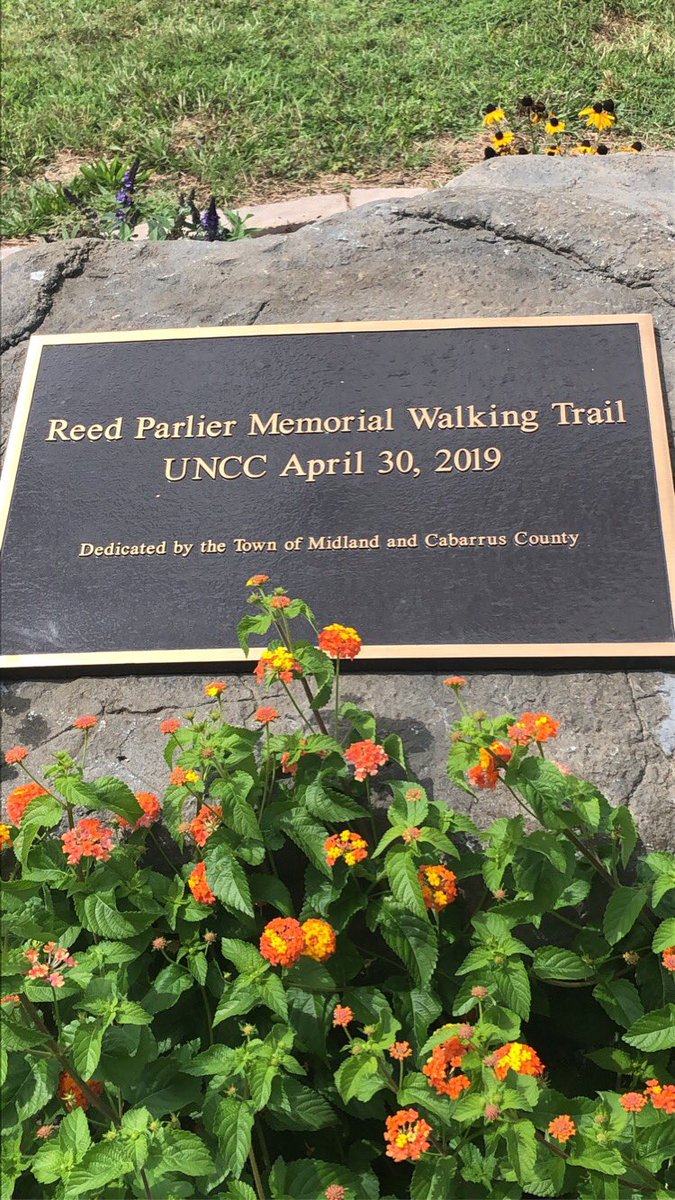 Reed Parlier Memorial Walking Trail
UNCC April 30, 2019
Dedicated by the Town of Midland and Cabarrus County